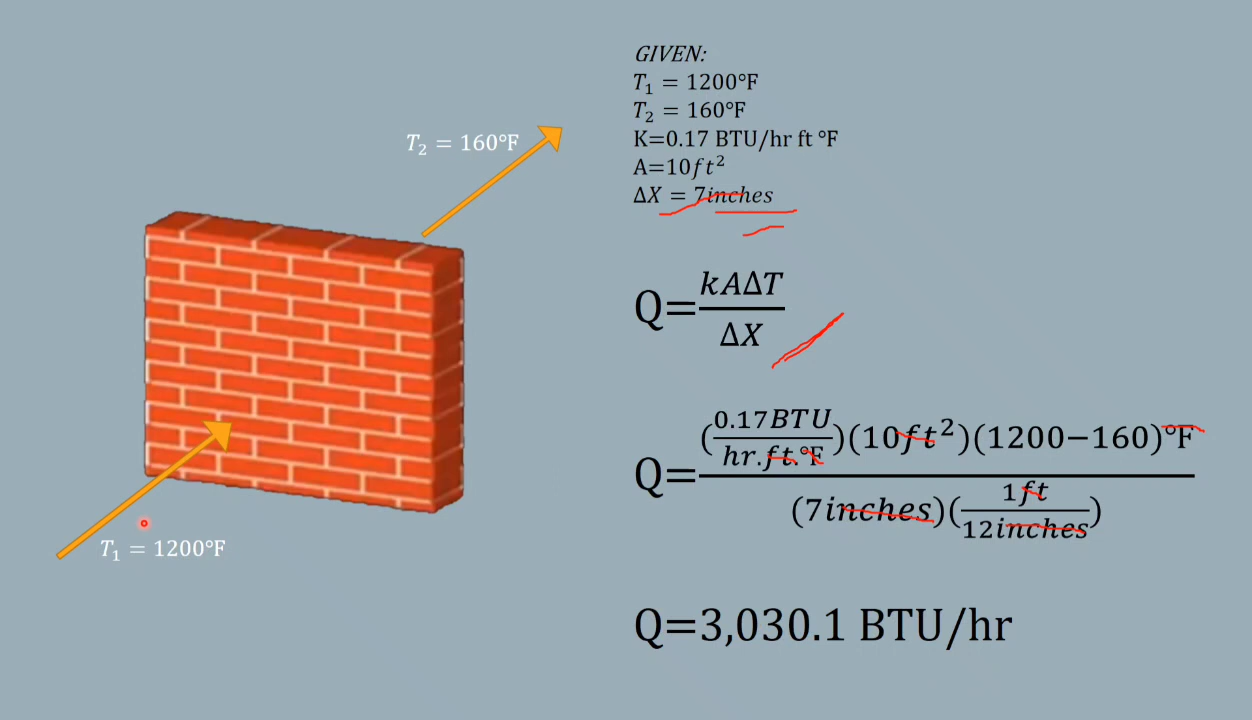 GIVEN:
T₁ = 1200°F
T₂ = 160°F
K=0.17 BTU/hr ft °F
A=10ft²
ΔX = 7inches
T₂ = 160°F
Q=kAΔT/ΔX
Q=(0.17BTU/hr.ft.°F)(10ft²)(1200−160)°F/(7inches)(1ft/12inches)
T₁ = 1200°F
Q=3,030.1 BTU/hr